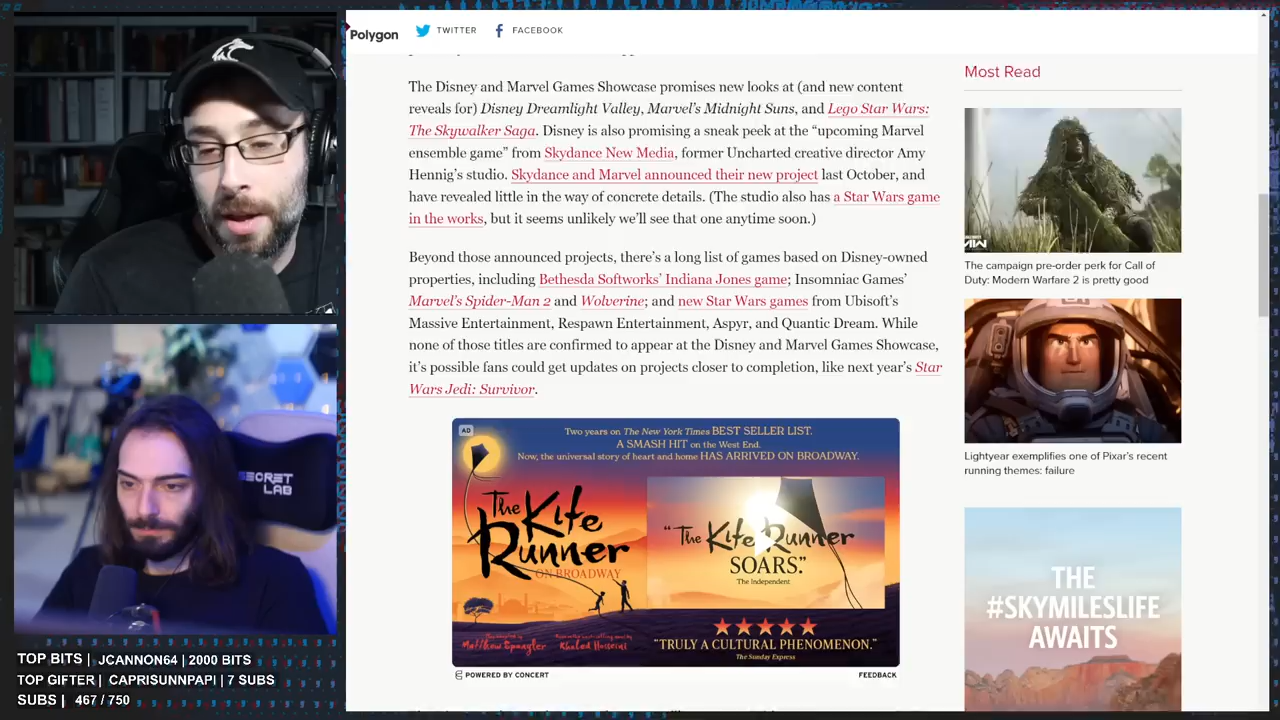 Polygon
TWITTER
FACEBOOK
The Disney and Marvel Games Showcase promises new looks at (and new content
reveals for) Disney Dreamlight Valley, Marvel's Midnight Suns, and Lego Star Wars:
The Skywalker Saga. Disney is also promising a sneak peek at the “upcoming Marvel
ensemble game” from Skydance New Media, former Uncharted creative director Amy
Hennig's studio. Skydance and Marvel announced their new project last October, and
have revealed little in the way of concrete details. (The studio also has a Star Wars game
in the works, but it seems unlikely we'll see that one anytime soon.)
Beyond those announced projects, there's a long list of games based on Disney-owned
properties, including Bethesda Softworks' Indiana Jones game; Insomniac Games'
Marvel's Spider-Man 2 and Wolverine; and new Star Wars games from Ubisoft's
Massive Entertainment, Respawn Entertainment, Aspyr, and Quantic Dream. While
none of those titles are confirmed to appear at the Disney and Marvel Games Showcase,
it's possible fans could get updates on projects closer to completion, like next year's Star
Wars Jedi: Survivor.
AD
Two years on The New York Times BEST SELLER LIST.
A SMASH HIT on the West End.
Now, the universal story of heart and home HAS ARRIVED ON BROADWAY.
The Kite
Runner
ON BROADWAY
“The Kite Runner
SOARS.”
The Independent
Matthew Spangler
Khaled Hosseini
“TRULY A CULTURAL PHENOMENON.”
The Sunday Express
POWERED BY CONCERT
FEEDBACK
Most Read
The campaign pre-order perk for Call of
Duty: Modern Warfare 2 is pretty good
Lightyear exemplifies one of Pixar's recent
running themes: failure
THE
#SKYMILESLIFE
AWAITS
SECRET
LAB
TOP BITS | JCANNON64 | 2000 BITS
TOP GIFTER | CAPRISUNNPAPI | 7 SUBS
SUBS | 467 / 750